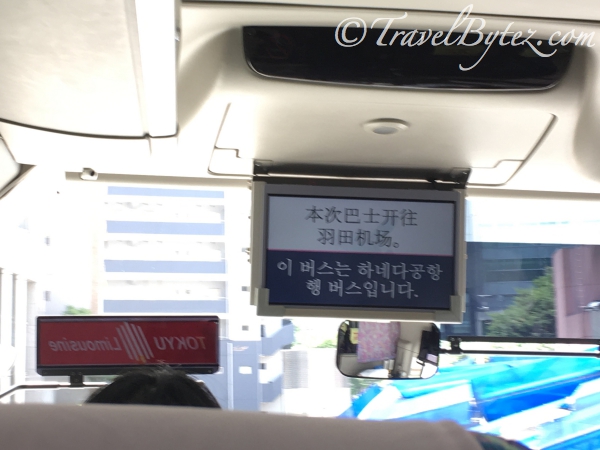 © TravelBytez.com
本次巴士开往
羽田机场。
이 버스는 하네다공항
행 버스입니다.
TOKYU
Limousine